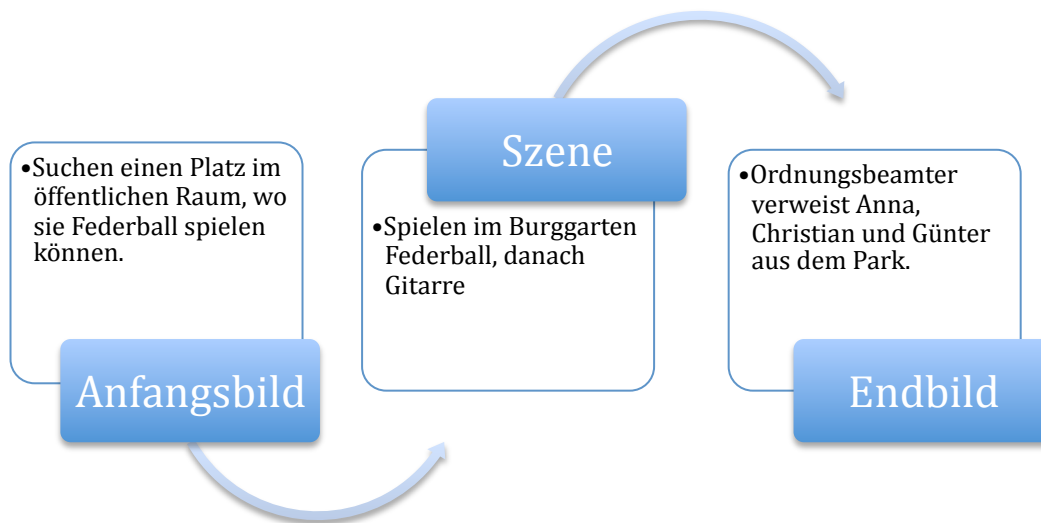 •Suchen einen Platz im
öffentlichen Raum, wo
sie Federball spielen
können.
Anfangsbild
Szene
•Spielen im Burggarten
Federball, danach
Gitarre
•Ordnungsbeamter
verweist Anna,
Christian und Günter
aus dem Park.
Endbild